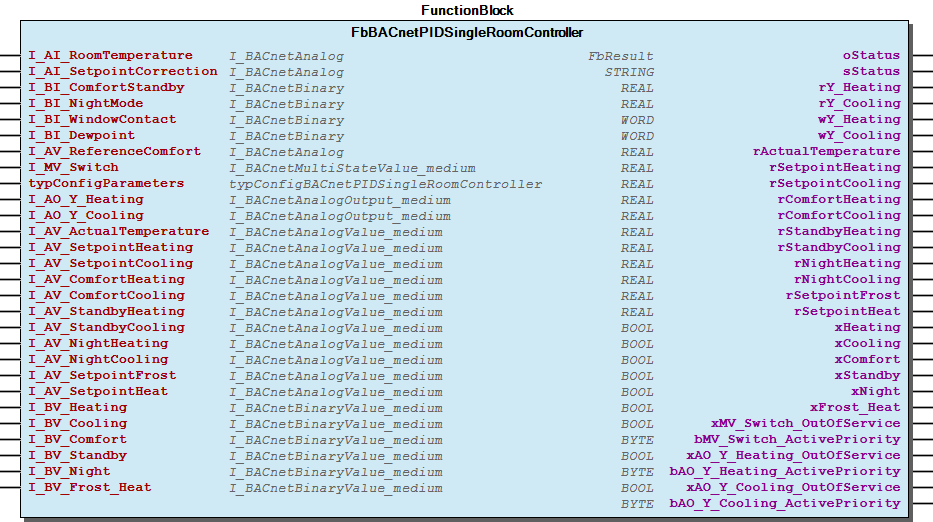 FunctionBlock
FbBACnetPIDSingleRoomController
I_AI_RoomTemperature I_BACnetAnalog FbResult oStatus
I_AI_SetpointCorrection I_BACnetAnalog STRING sStatus
I_BI_ComfortStandby I_BACnetBinary REAL rY_Heating
I_BI_NightMode I_BACnetBinary REAL rY_Cooling
I_BI_WindowContact I_BACnetBinary WORD wY_Heating
I_BI_Dewpoint I_BACnetBinary WORD wY_Cooling
I_AV_ReferenceComfort I_BACnetAnalog REAL rActualTemperature
I_MV_Switch I_BACnetMultiStateValue_medium REAL rSetpointHeating
typConfigParameters typConfigBACnetPIDSingleRoomController REAL rSetpointCooling
I_AO_Y_Heating I_BACnetAnalogOutput_medium REAL rComfortHeating
I_AO_Y_Cooling I_BACnetAnalogOutput_medium REAL rComfortCooling
I_AV_ActualTemperature I_BACnetAnalogValue_medium REAL rStandbyHeating
I_AV_SetpointHeating I_BACnetAnalogValue_medium REAL rStandbyCooling
I_AV_SetpointCooling I_BACnetAnalogValue_medium REAL rNightHeating
I_AV_ComfortHeating I_BACnetAnalogValue_medium REAL rNightCooling
I_AV_ComfortCooling I_BACnetAnalogValue_medium REAL rSetpointFrost
I_AV_StandbyHeating I_BACnetAnalogValue_medium REAL rSetpointHeat
I_AV_StandbyCooling I_BACnetAnalogValue_medium BOOL xHeating
I_AV_NightHeating I_BACnetAnalogValue_medium BOOL xCooling
I_AV_NightCooling I_BACnetAnalogValue_medium BOOL xComfort
I_AV_SetpointFrost I_BACnetAnalogValue_medium BOOL xStandby
I_AV_SetpointHeat I_BACnetAnalogValue_medium BOOL xNight
I_BV_Heating I_BACnetBinaryValue_medium BOOL xFrost_Heat
I_BV_Cooling I_BACnetBinaryValue_medium BOOL xMV_Switch_OutOfService
I_BV_Comfort I_BACnetBinaryValue_medium BYTE bMV_Switch_ActivePriority
I_BV_Standby I_BACnetBinaryValue_medium BOOL xAO_Y_Heating_OutOfService
I_BV_Night I_BACnetBinaryValue_medium BYTE bAO_Y_Heating_ActivePriority
I_BV_Frost_Heat I_BACnetBinaryValue_medium BOOL xAO_Y_Cooling_OutOfService
BYTE bAO_Y_Cooling_ActivePriority